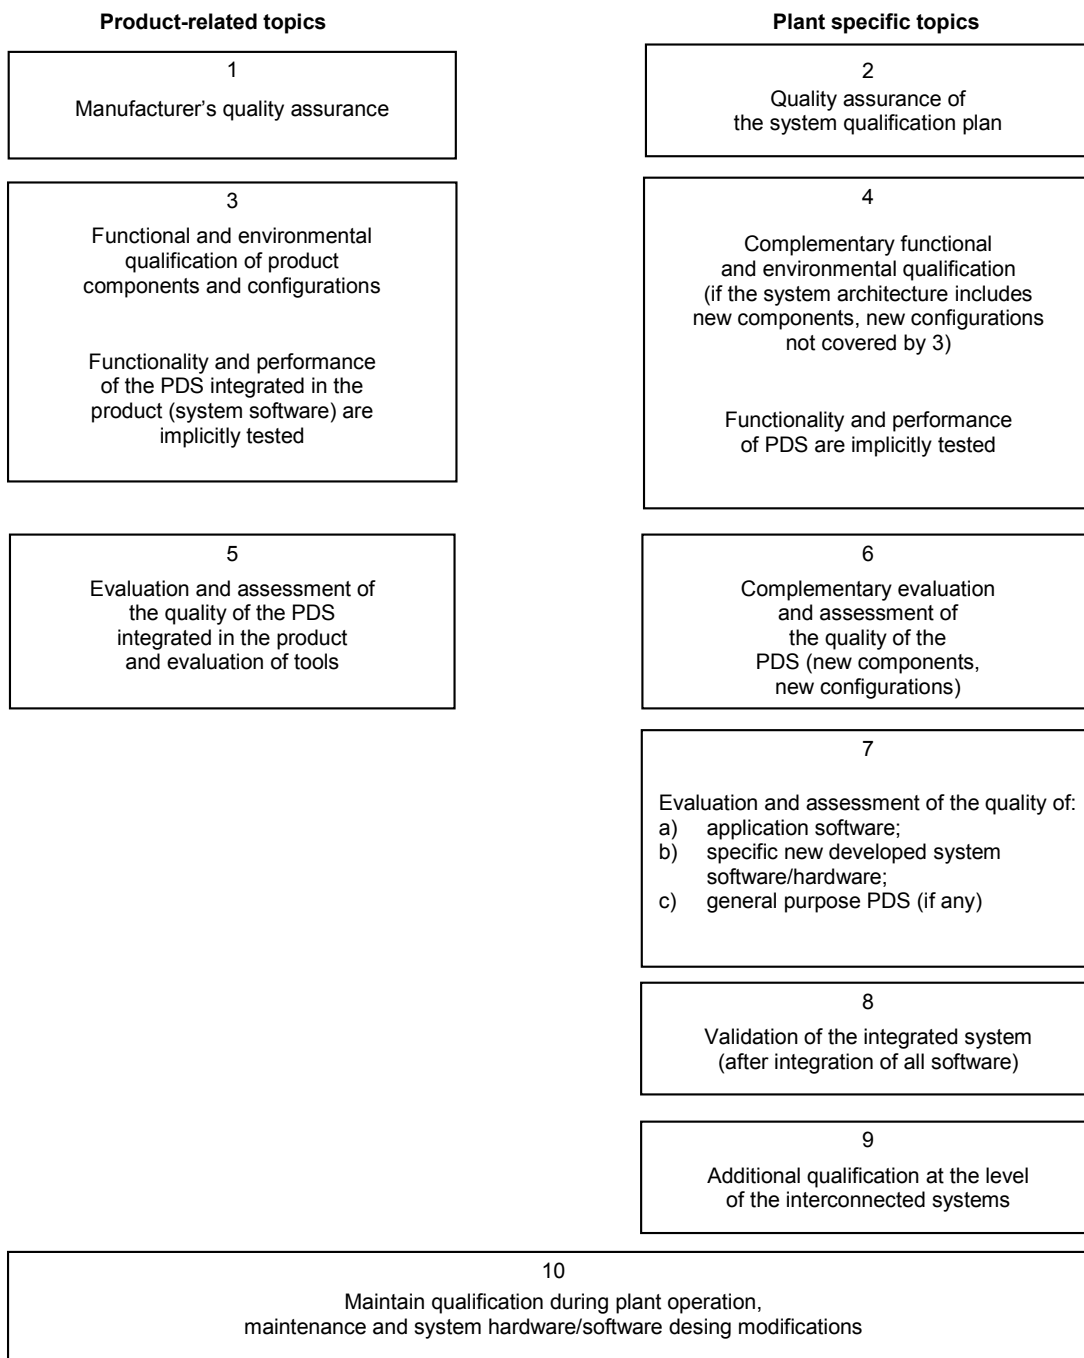 Product-related topics
Plant specific topics
1
Manufacturer's quality assurance
2
Quality assurance of
the system qualification plan
3
Functional and environmental
qualification of product
components and configurations
Functionality and performance
of the PDS integrated in the
product (system software) are
implicitly tested
4
Complementary functional
and environmental qualification
(if the system architecture includes
new components, new configurations
not covered by 3)
Functionality and performance
of PDS are implicitly tested
5
Evaluation and assessment of
the quality of the PDS
integrated in the product
and evaluation of tools
6
Complementary evaluation
and assessment of
the quality of the
PDS (new components,
new configurations)
7
Evaluation and assessment of the quality of:
a) application software;
b) specific new developed system
software/hardware;
c) general purpose PDS (if any)
8
Validation of the integrated system
(after integration of all software)
9
Additional qualification at the level
of the interconnected systems
10
Maintain qualification during plant operation,
maintenance and system hardware/software desing modifications